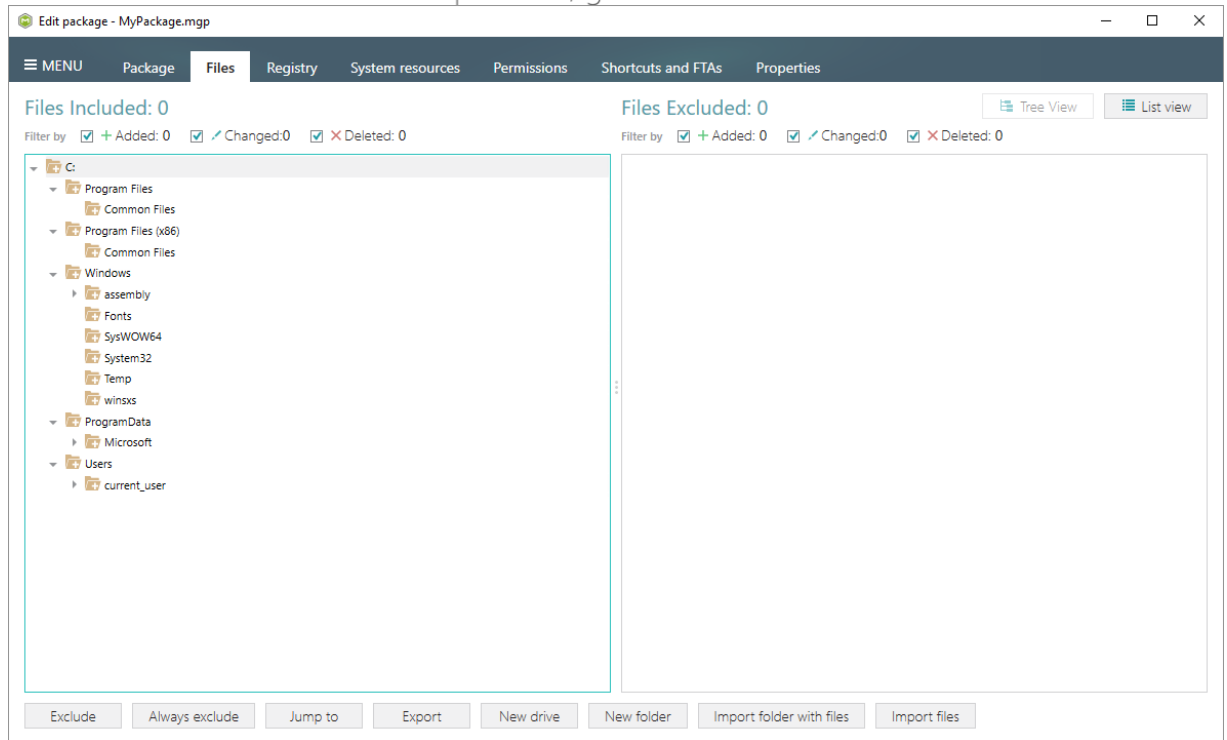 Edit package - MyPackage.mgp
MENU Package Files Registry System resources Permissions Shortcuts and FTAs Properties
Files Included: 0
Filter by + Added: 0 Changed:0 Deleted: 0
Files Excluded: 0
Tree View List view
Filter by + Added: 0 Changed:0 Deleted: 0
C:
Program Files
Common Files
Program Files (x86)
Common Files
Windows
assembly
Fonts
SysWOW64
System32
Temp
winsxs
ProgramData
Microsoft
Users
current_user
Exclude Always exclude Jump to Export New drive New folder Import folder with files Import files